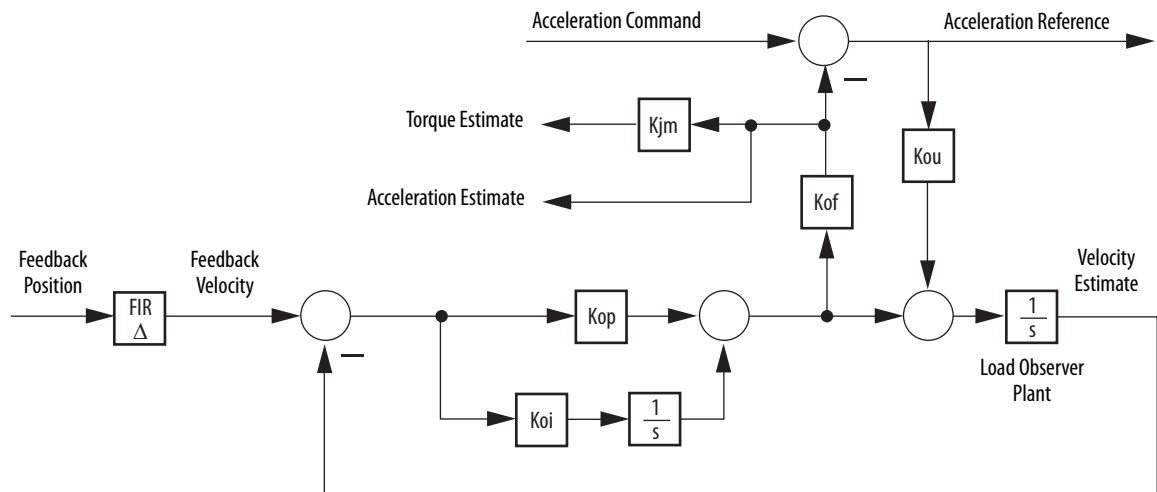 Acceleration Command
Acceleration Reference
—
Torque Estimate
Kjm
Kou
Acceleration Estimate
Kof
Feedback
Position
Feedback
Velocity
Velocity
Estimate
FIR
Δ
Kop
1
s
—
Load Observer
Plant
Koi
1
s